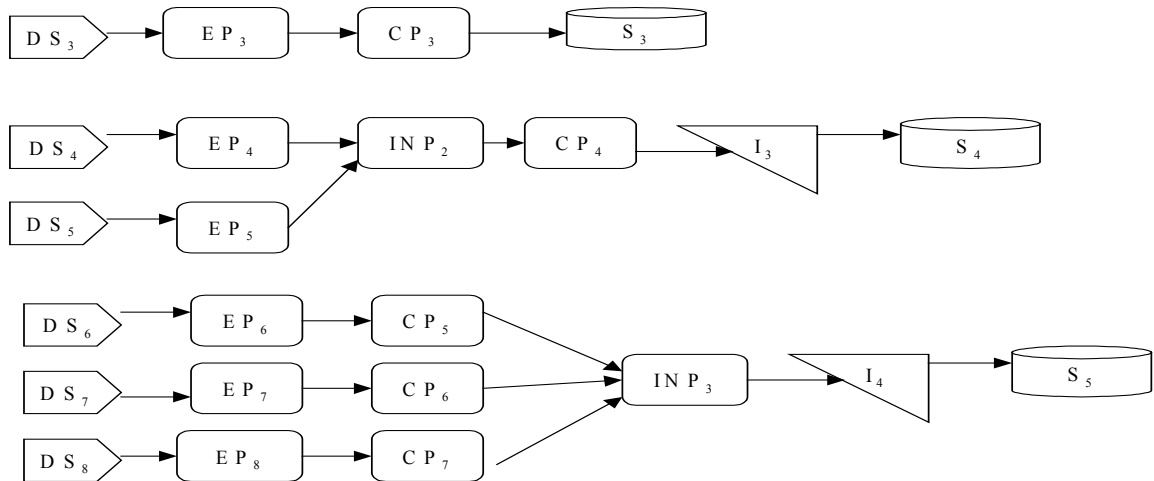 DS₃ EP₃ CP₃ S₃
DS₄ EP₄ INP₂ CP₄ I₃ S₄
DS₅ EP₅
DS₆ EP₆ CP₅
DS₇ EP₇ CP₆ INP₃ I₄ S₅
DS₈ EP₈ CP₇